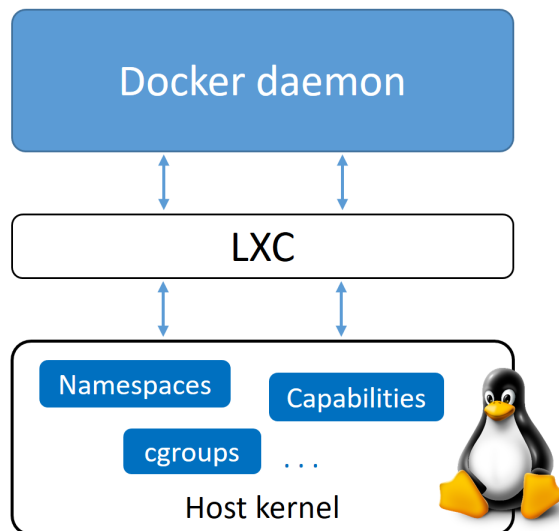 Docker daemon
LXC
Namespaces
Capabilities
cgroups
...
Host kernel